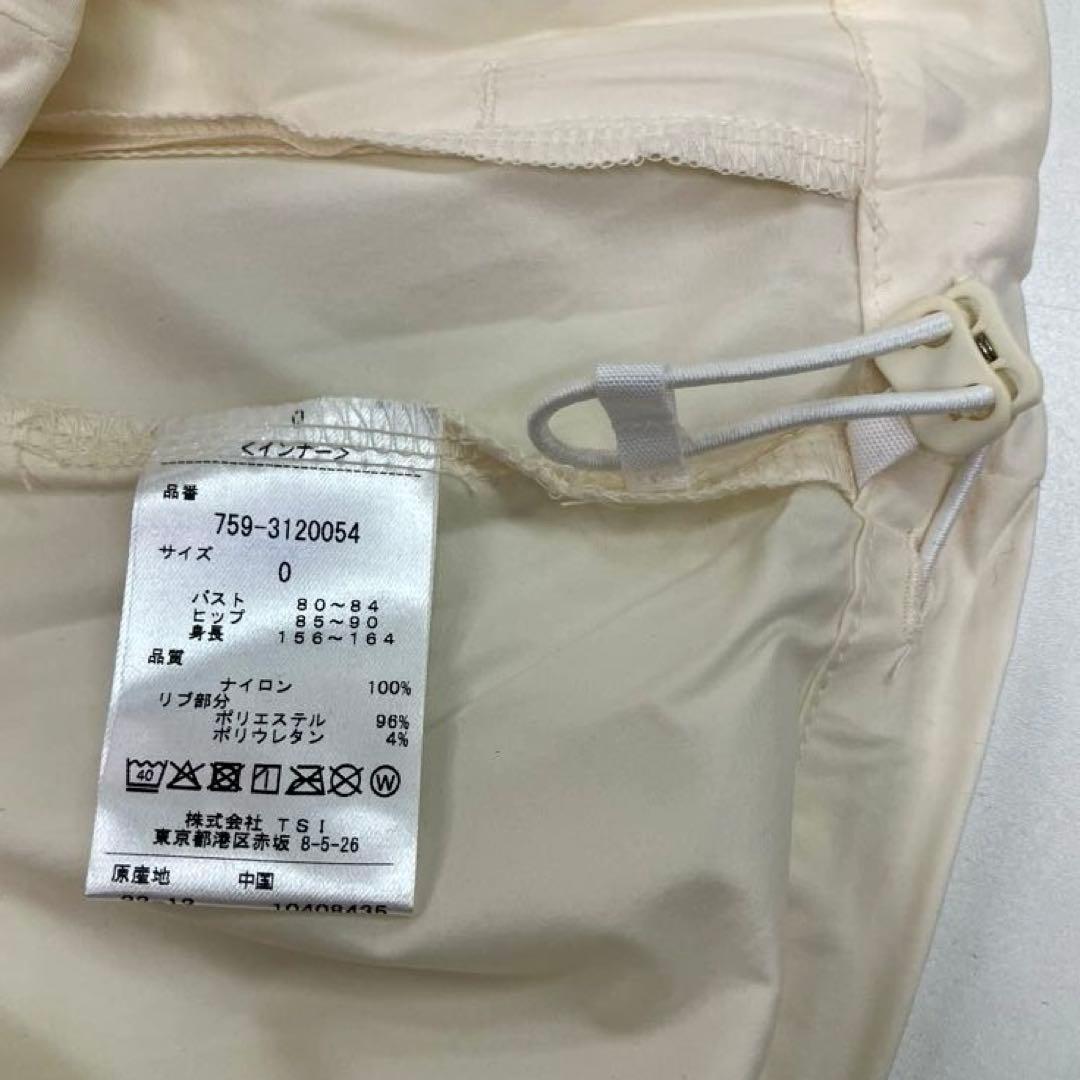 0
<インナー>
品番
759-3120054
サイズ
0
バスト 80~84
ヒップ 85~90
身長 156~164
品質
ナイロン 100%
リブ部分
ポリエステル 96%
ポリウレタン 4%
40 W
株式会社 TSI
東京都港区赤坂 8-5-26
原産地 中国
10408435